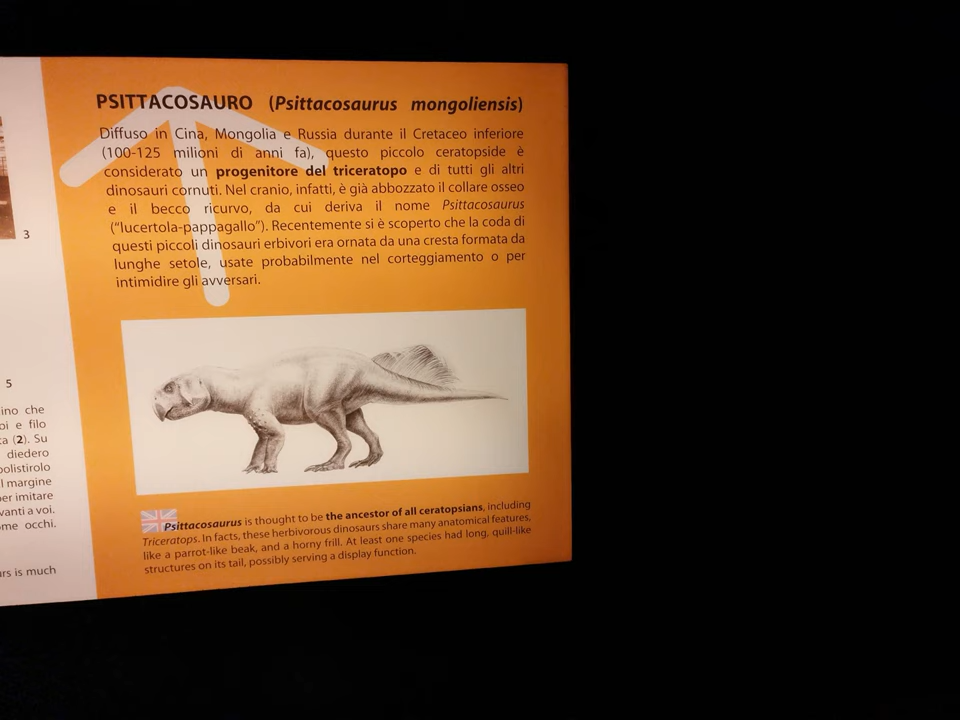 3
5
ino che
pi e filo
ta (2). Su
diedero
polistirolo
l margine
per imitare
vanti a voi.
ome occhi.
urs is much
PSITTACOSAURO (Psittacosaurus mongoliensis)
Diffuso in Cina, Mongolia e Russia durante il Cretaceo inferiore
(100-125 milioni di anni fa), questo piccolo ceratopside è
considerato un progenitore del triceratopo e di tutti gli altri
dinosauri cornuti. Nel cranio, infatti, è già abbozzato il collare osseo
e il becco ricurvo, da cui deriva il nome Psittacosaurus
("lucertola-pappagallo"). Recentemente si è scoperto che la coda di
questi piccoli dinosauri erbivori era ornata da una cresta formata da
lunghe setole, usate probabilmente nel corteggiamento o per
intimidire gli avversari.
Psittacosaurus is thought to be the ancestor of all ceratopsians, including
Triceratops. In facts, these herbivorous dinosaurs share many anatomical features,
like a parrot-like beak, and a horny frill. At least one species had long, quill-like
structures on its tail, possibly serving a display function.